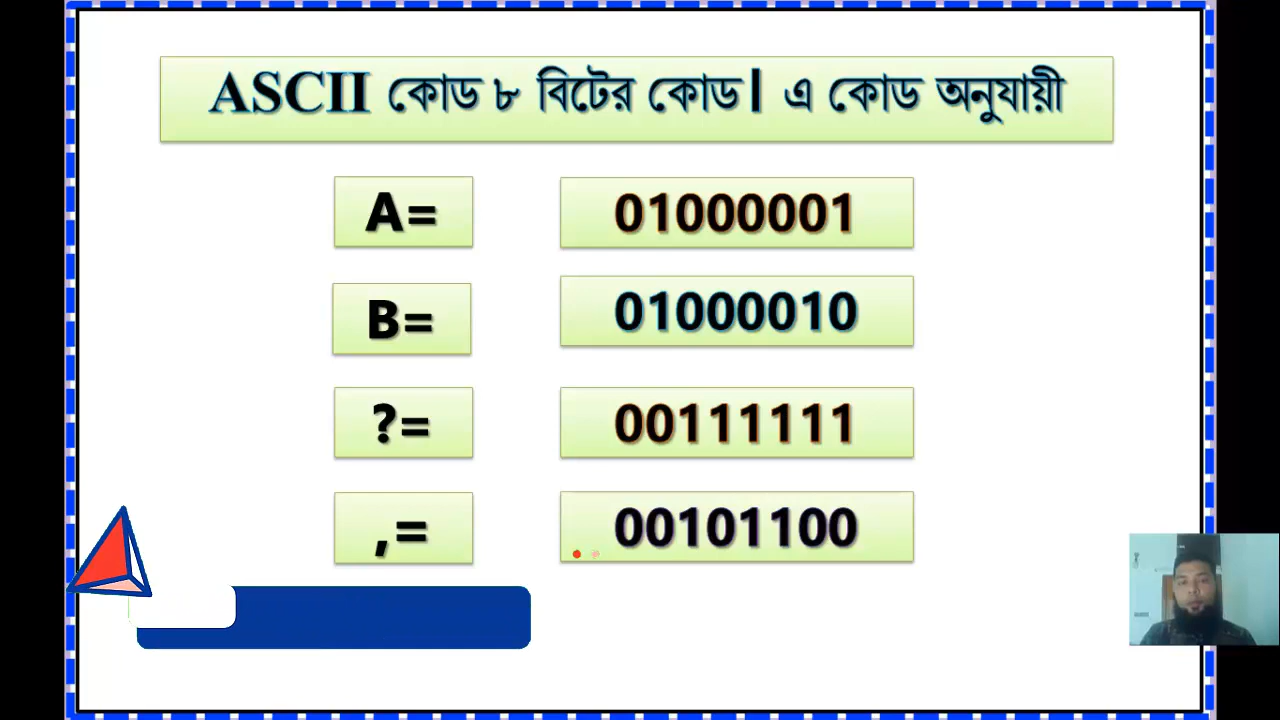 ASCII কোড ৮ বিটের কোড। এ কোড অনুযায়ী
A= 01000001
B= 01000010
?= 00111111
,= 00101100